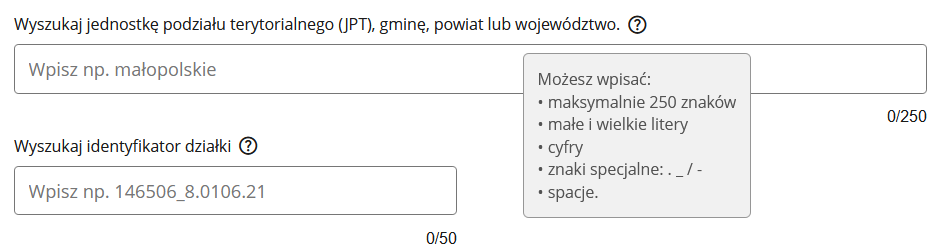 Wyszukaj jednostkę podziału terytorialnego (JPT), gminę, powiat lub województwo. ?
Wpisz np. małopolskie
0/250
Możesz wpisać:
• maksymalnie 250 znaków
• małe i wielkie litery
• cyfry
• znaki specjalne: . _ / -
• spacje.
Wyszukaj identyfikator działki ?
Wpisz np. 146506_8.0106.21
0/50